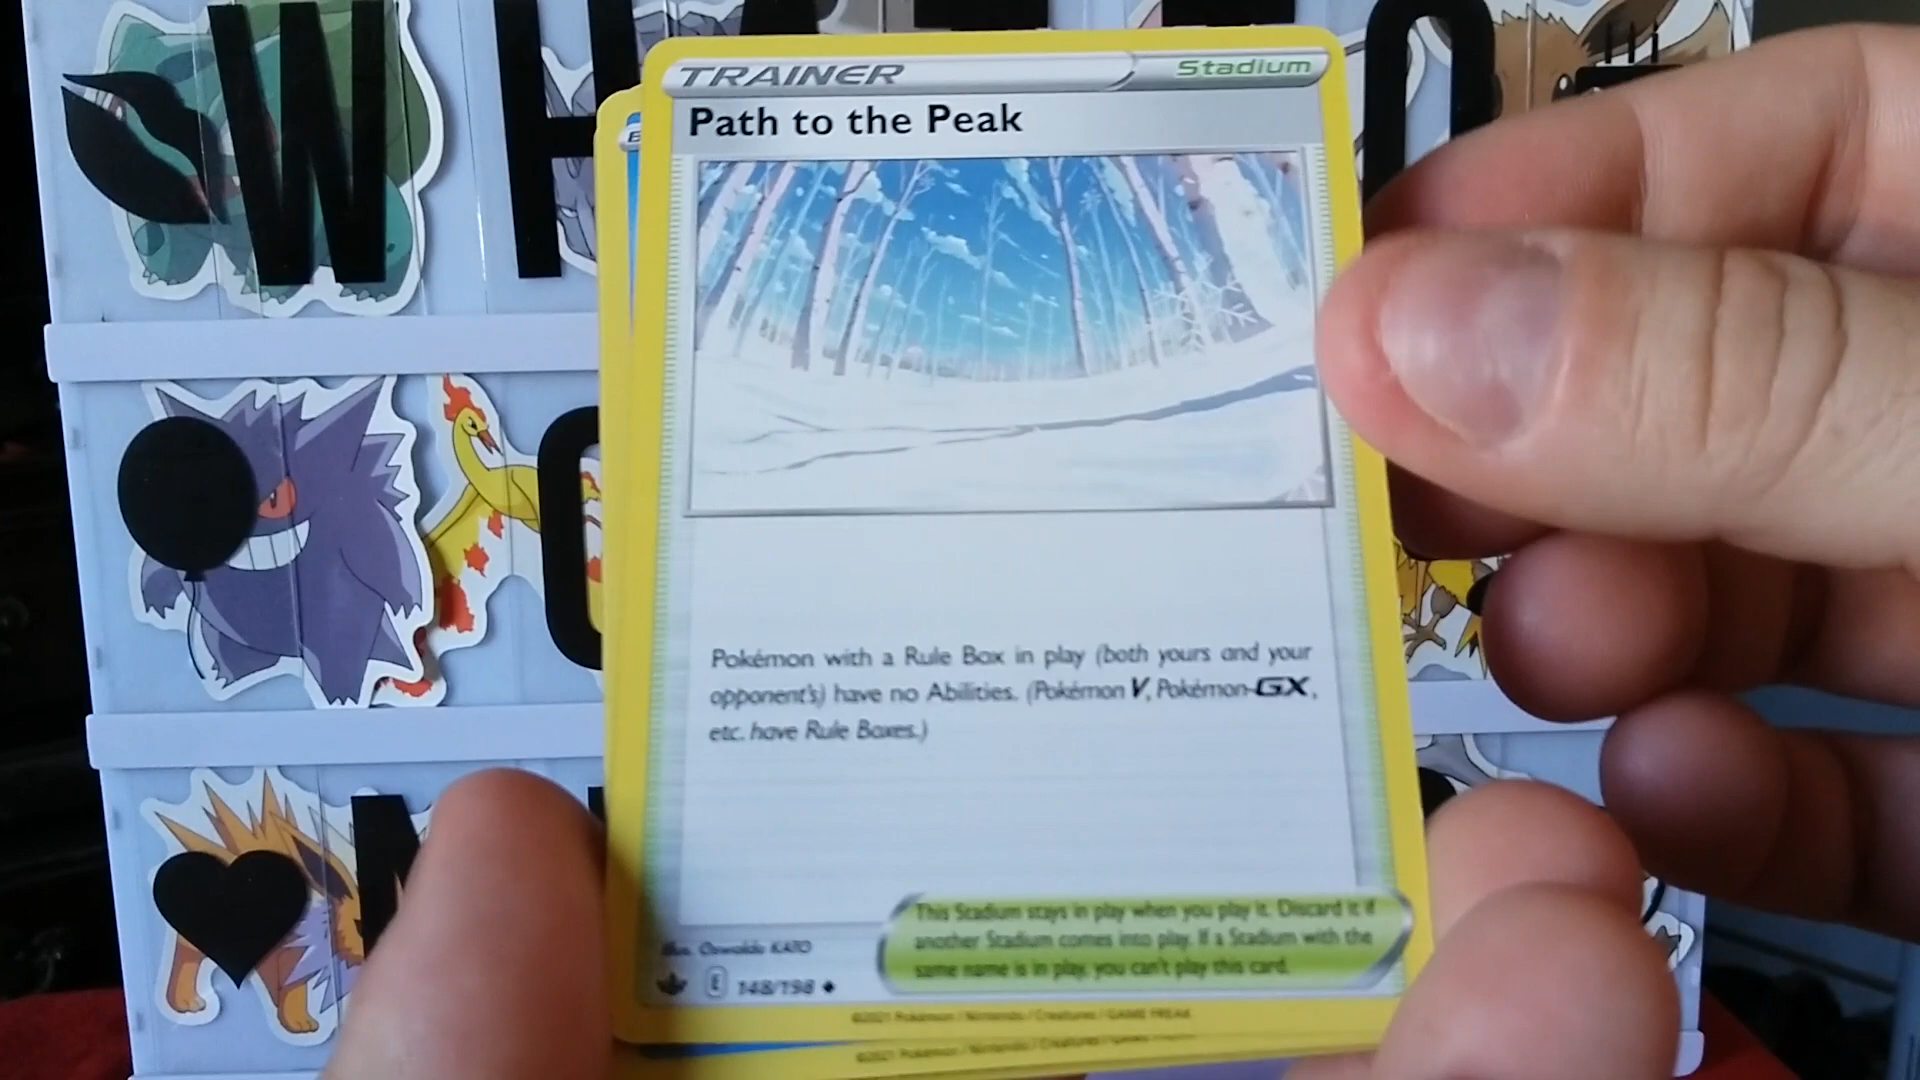 WHAT
TRAINER
Stadium
Path to the Peak
Pokémon with a Rule Box in play (both yours and your
opponent's) have no Abilities. (Pokémon V, Pokémon-GX,
etc. have Rule Boxes.)
This Stadium stays in play when you play it. Discard it if
another Stadium comes into play. If a Stadium with the
same name is in play, you can't play this card.
Illus. Oswaldo KATO
E 148/198
©2021 Pokémon / Nintendo / Creatures / GAME FREAK
©2021 Pokémon / Nintendo / Creatures / GAME FREAK